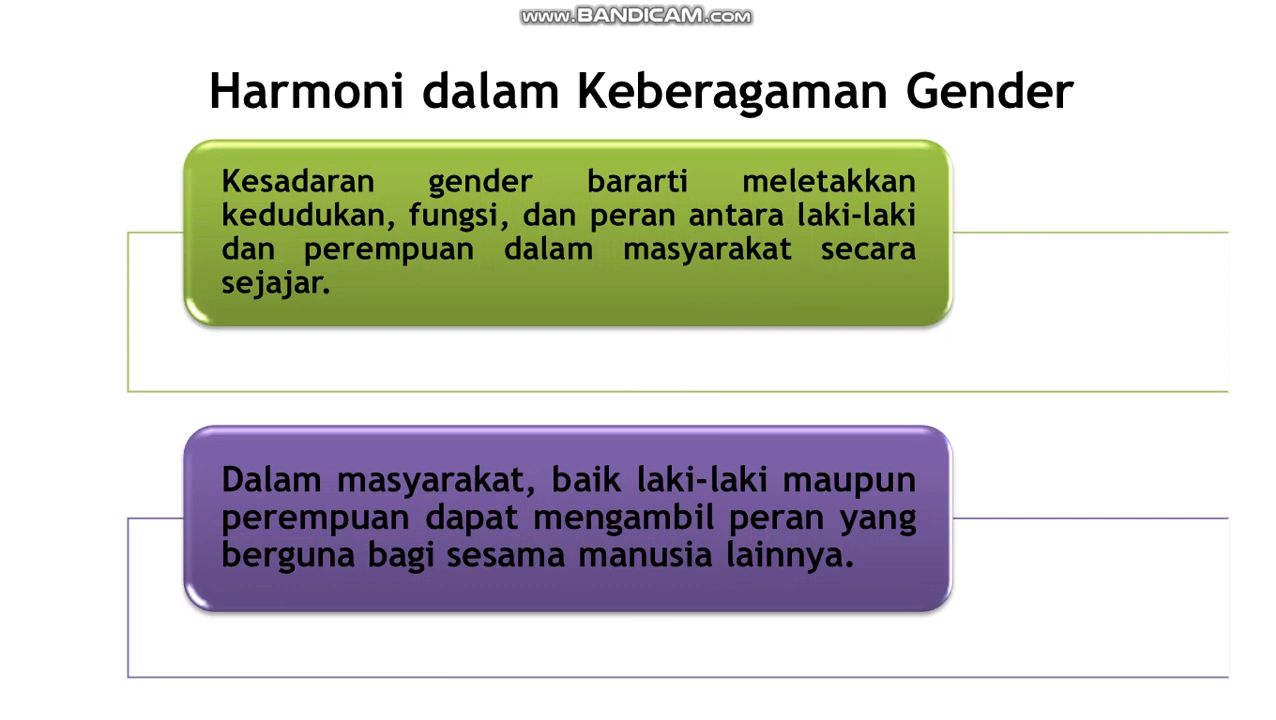 www.BANDICAM.com
Harmoni dalam Keberagaman Gender
Kesadaran gender bararti meletakkan
kedudukan, fungsi, dan peran antara laki-laki
dan perempuan dalam masyarakat secara
sejajar.
Dalam masyarakat, baik laki-laki maupun
perempuan dapat mengambil peran yang
berguna bagi sesama manusia lainnya.